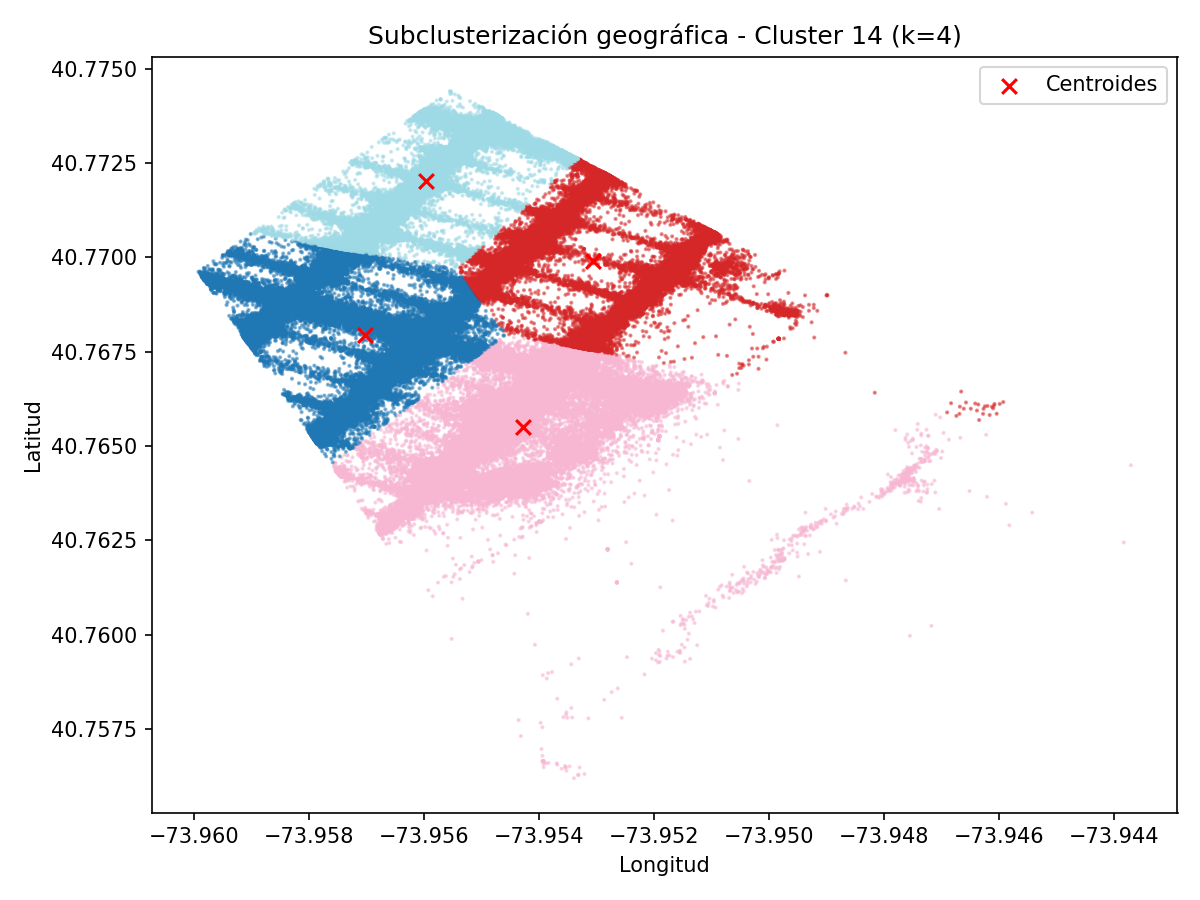 Subclusterización geográfica - Cluster 14 (k=4)
Centroides
Latitud
40.7750
40.7725
40.7700
40.7675
40.7650
40.7625
40.7600
40.7575
−73.960 −73.958 −73.956 −73.954 −73.952 −73.950 −73.948 −73.946 −73.944
Longitud